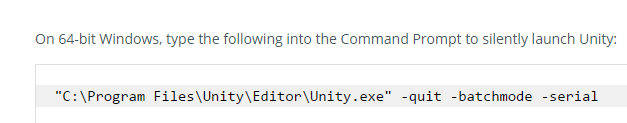 On 64-bit Windows, type the following into the Command Prompt to silently launch Unity:
"C:\Program Files\Unity\Editor\Unity.exe" -quit -batchmode -serial